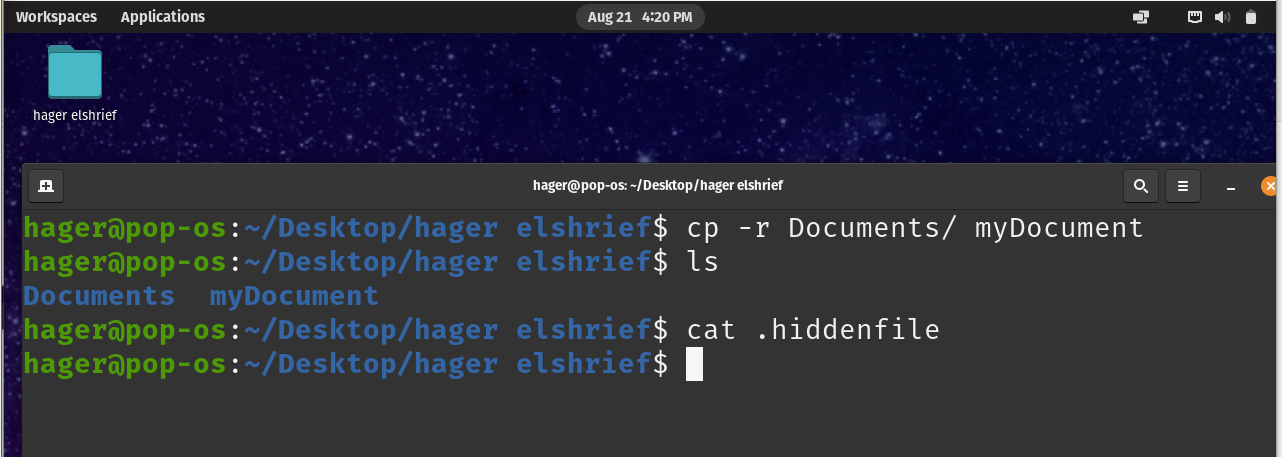 Workspaces Applications Aug 21 4:20 PM
hager elshrief
hager@pop-os: ~/Desktop/hager elshrief
hager@pop-os:~/Desktop/hager elshrief$ cp -r Documents/ myDocument
hager@pop-os:~/Desktop/hager elshrief$ ls
Documents myDocument
hager@pop-os:~/Desktop/hager elshrief$ cat .hiddenfile
hager@pop-os:~/Desktop/hager elshrief$